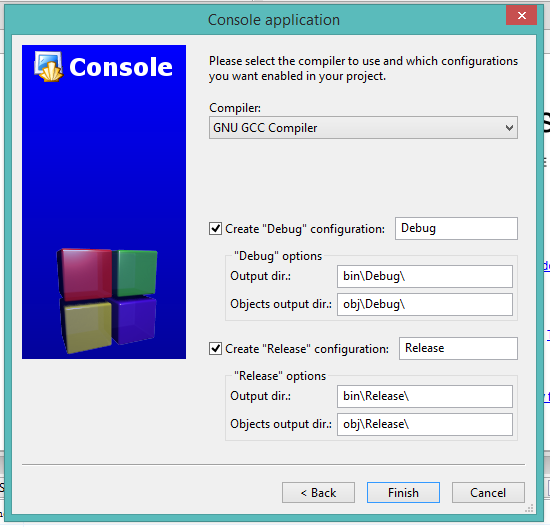 Console application
Console
Please select the compiler to use and which configurations
you want enabled in your project.
Compiler:
GNU GCC Compiler
Create "Debug" configuration: Debug
"Debug" options
Output dir.: bin\Debug\
Objects output dir.: obj\Debug\
Create "Release" configuration: Release
"Release" options
Output dir.: bin\Release\
Objects output dir.: obj\Release\
< Back Finish Cancel